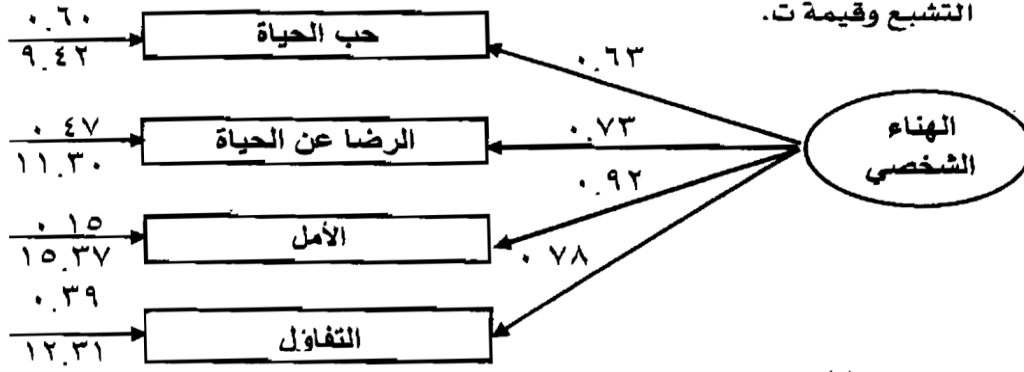 التشبع وقيمة ت.
٠.٦٠
٩.٤٢
حب الحياة
٠.٦٣
الهناء
الشخصي
٠.٤٧
١١.٣٠
الرضا عن الحياة
٠.٧٣
٠.٩٢
٠.١٥
١٥.٣٧
الأمل
٠.٧٨
٠.٣٩
١٢.٣١
التفاؤل